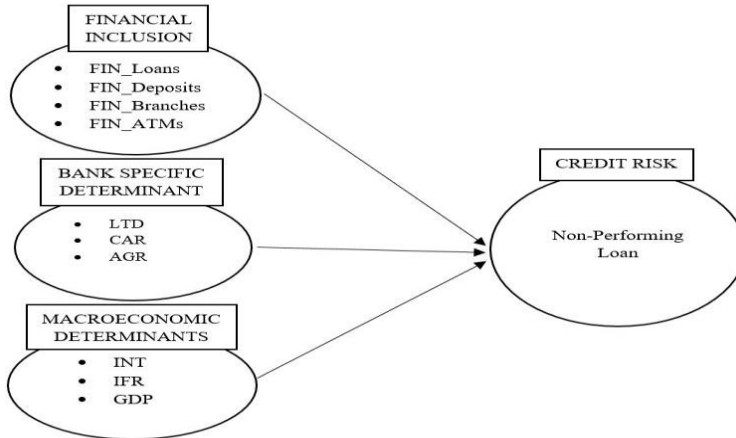 FINANCIAL
INCLUSION
• FIN_Loans
• FIN_Deposits
• FIN_Branches
• FIN_ATMs
BANK SPECIFIC
DETERMINANT
• LTD
• CAR
• AGR
MACROECONOMIC
DETERMINANTS
• INT
• IFR
• GDP
CREDIT RISK
Non-Performing
Loan